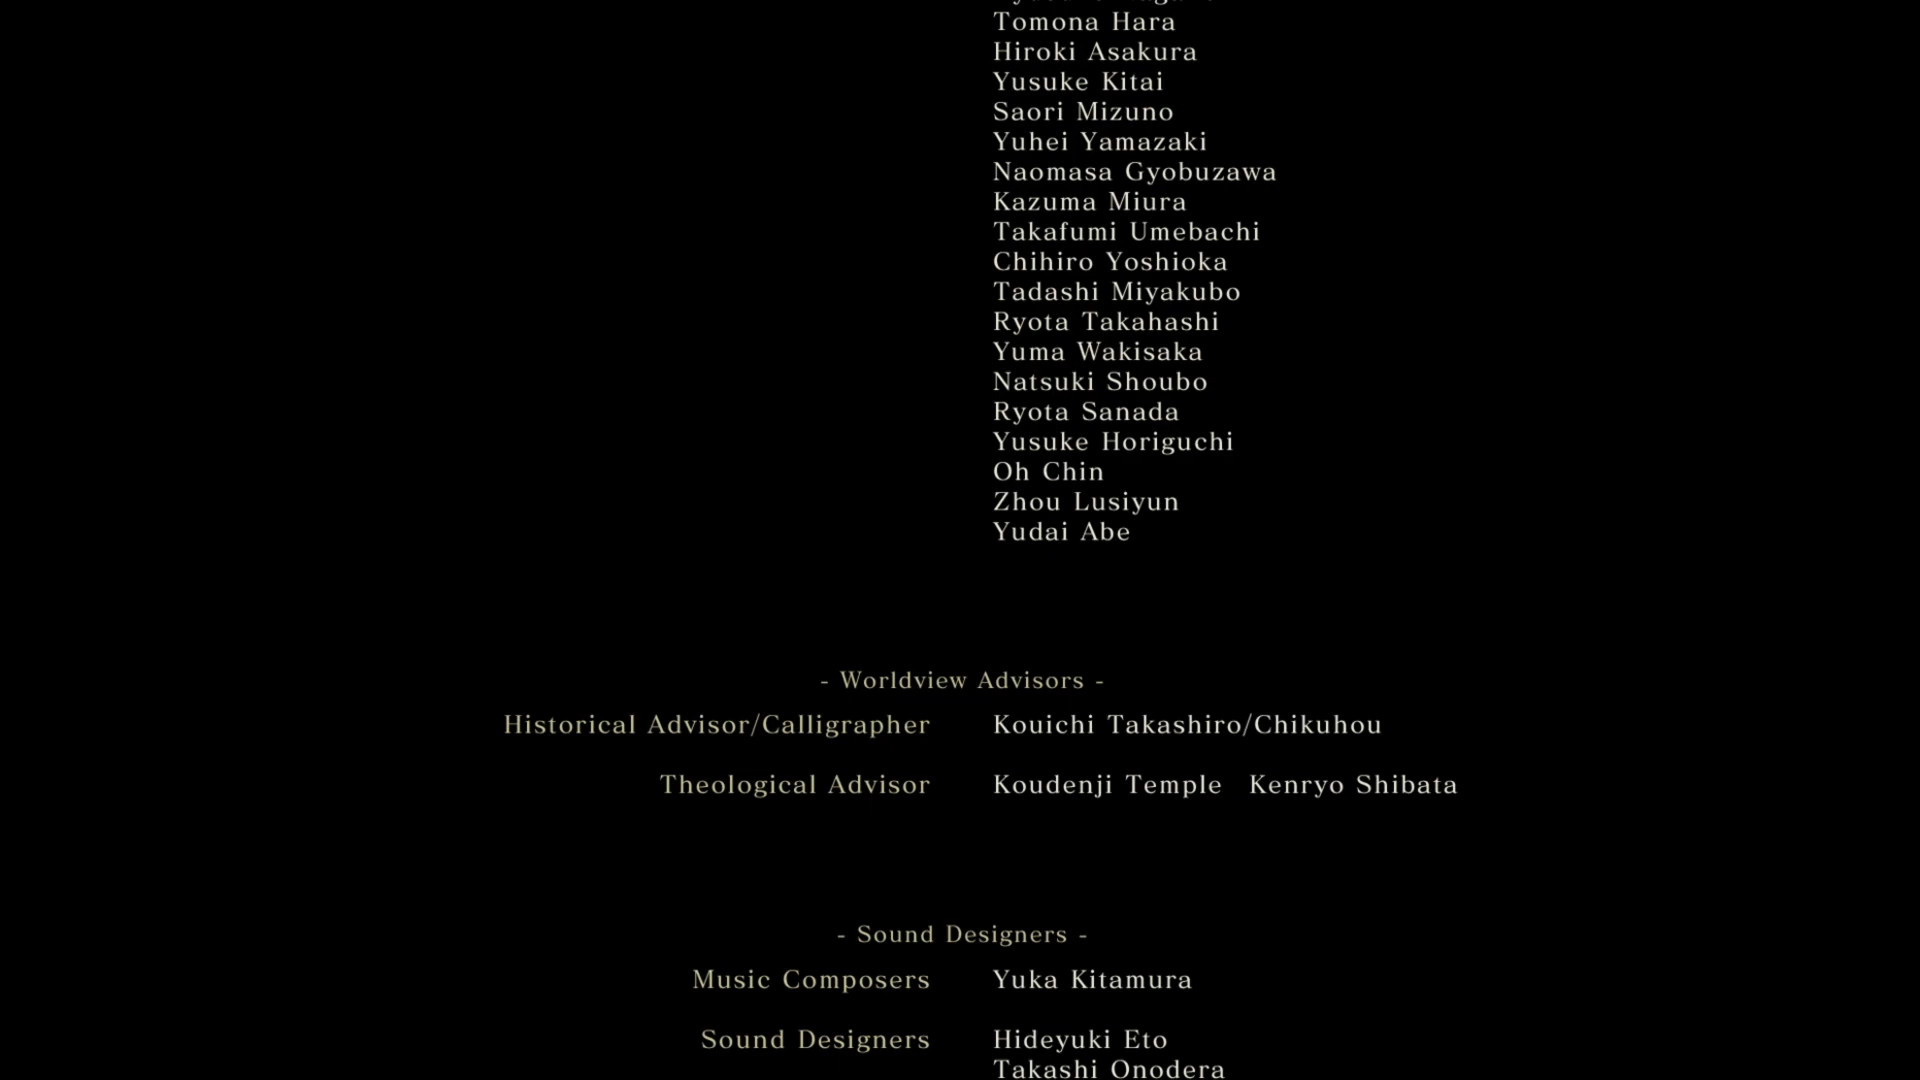 Tomona Hara
Hiroki Asakura
Yusuke Kitai
Saori Mizuno
Yuhei Yamazaki
Naomasa Gyobuzawa
Kazuma Miura
Takafumi Umebachi
Chihiro Yoshioka
Tadashi Miyakubo
Ryota Takahashi
Yuma Wakisaka
Natsuki Shoubo
Ryota Sanada
Yusuke Horiguchi
Oh Chin
Zhou Lusiyun
Yudai Abe
- Worldview Advisors -
Historical Advisor/Calligrapher Kouichi Takashiro/Chikuhou
Theological Advisor Koudenji Temple Kenryo Shibata
- Sound Designers -
Music Composers Yuka Kitamura
Sound Designers Hideyuki Eto
Takashi Onodera